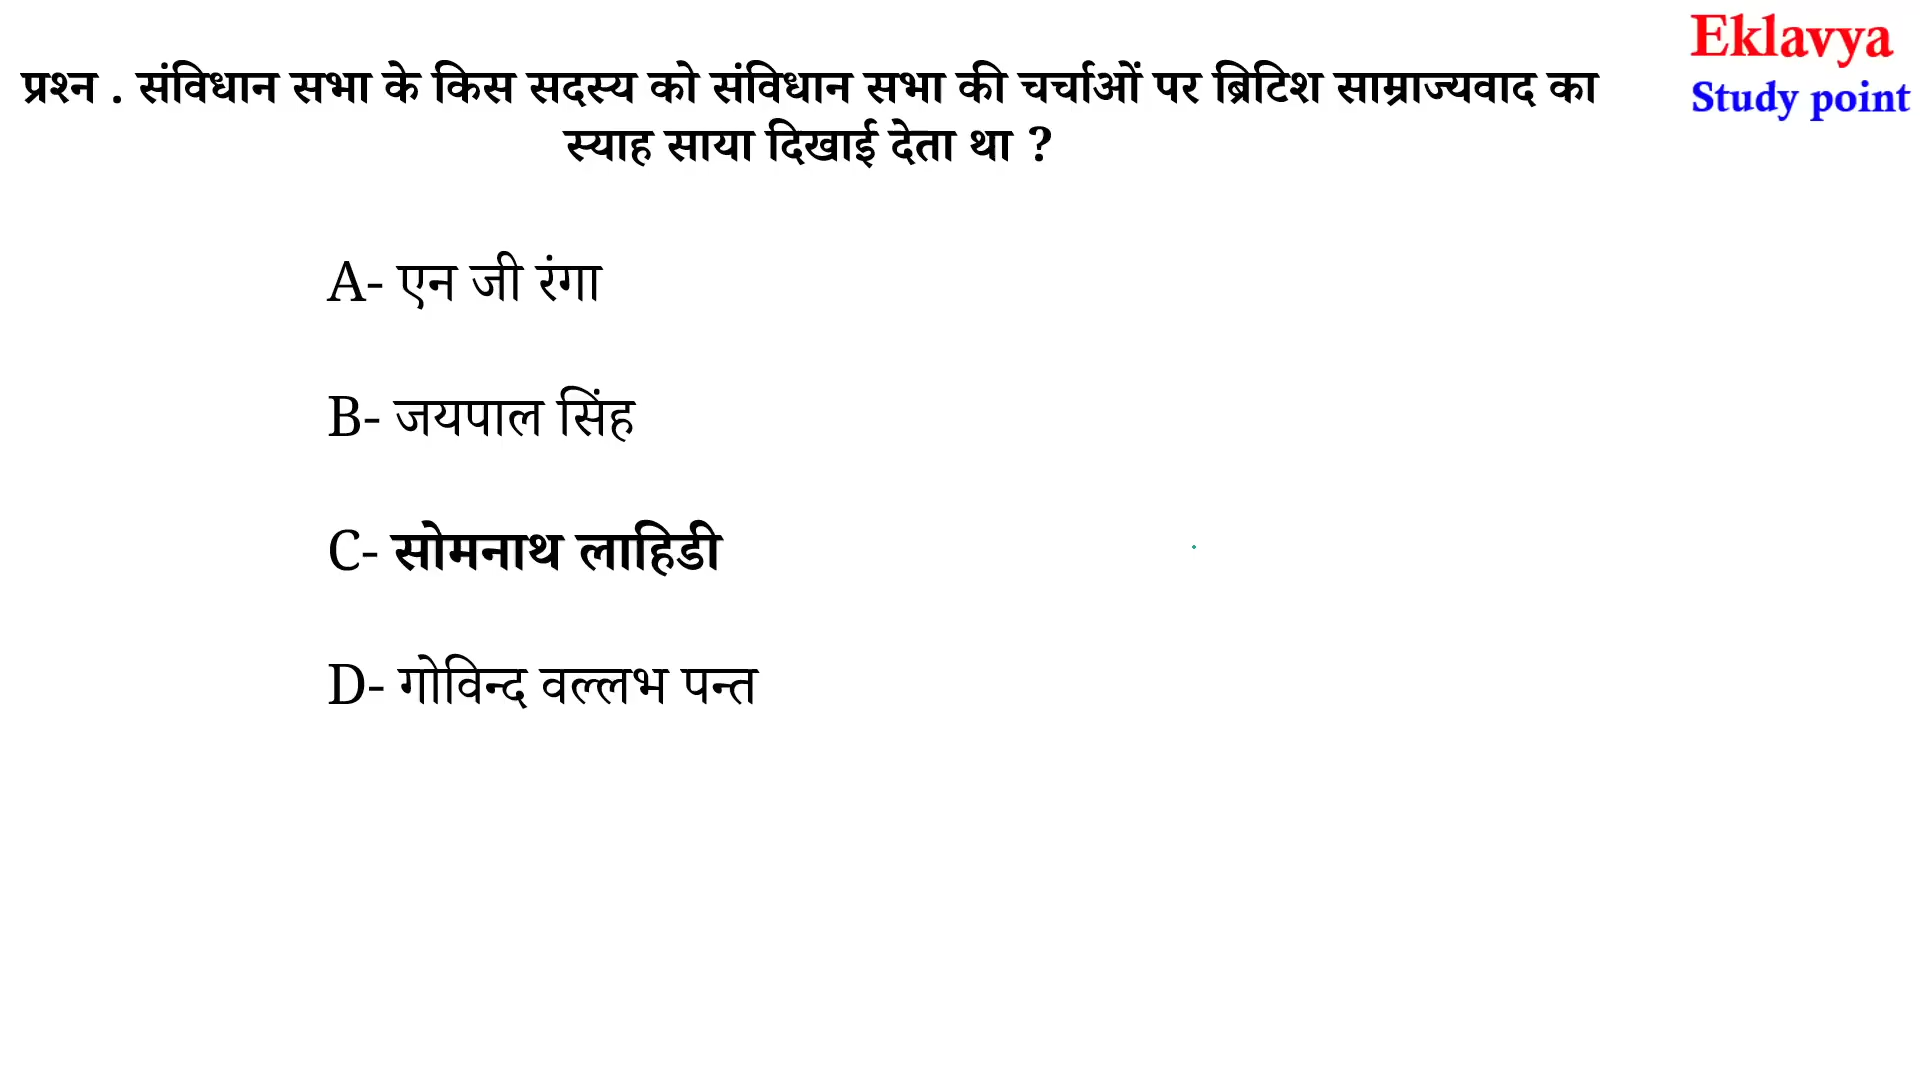 Eklavya
Study point
प्रश्न . संविधान सभा के किस सदस्य को संविधान सभा की चर्चाओं पर ब्रिटिश साम्राज्यवाद का
स्याह साया दिखाई देता था ?
A- एन जी रंगा
B- जयपाल सिंह
C- सोमनाथ लाहिडी
D- गोविन्द वल्लभ पन्त